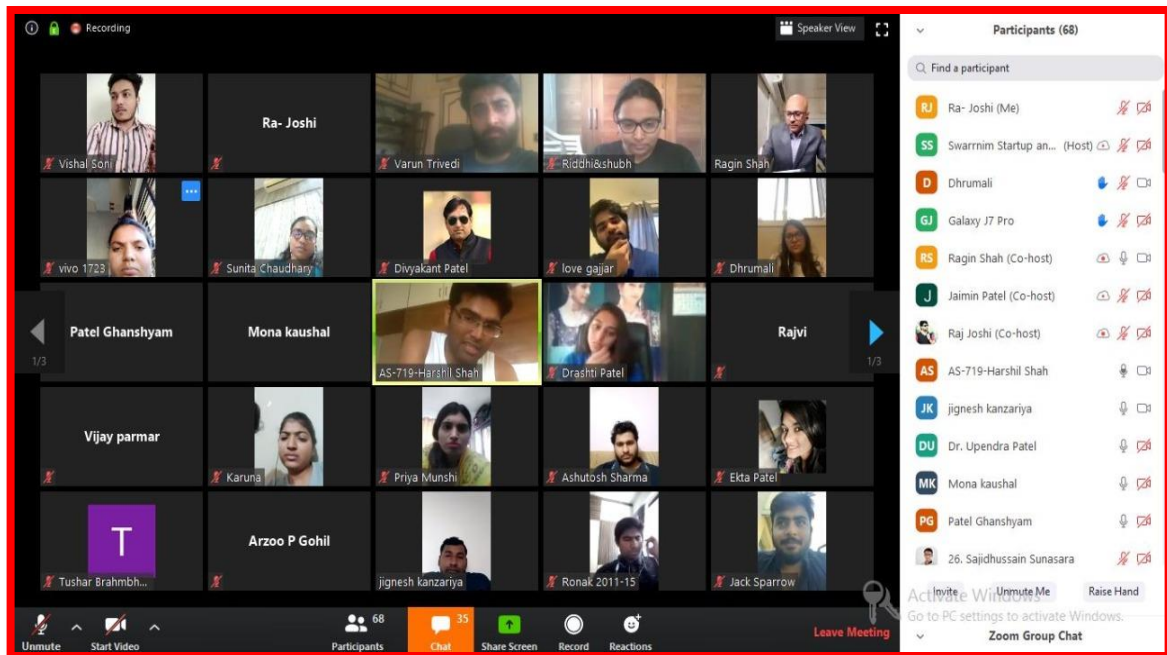 Recording
Speaker View
Vishal Soni
Ra- Joshi
Varun Trivedi
Riddhi&shubh
Ragin Shah
vivo 1723
Sunita Chaudhary
Divyakant Patel
love gajjar
Dhrumali
Patel Ghanshyam
Mona kaushal
AS-719-Harshil Shah
Drashti Patel
Rajvi
1/3
1/3
Vijay parmar
Karuna
Priya Munshi
Ashutosh Sharma
Ekta Patel
T
Tushar Brahmbh...
Arzoo P Gohil
jignesh kanzariya
Ronak 2011-15
Jack Sparrow
Unmute
Start Video
68
Participants
35
Chat
Share Screen
Record
Reactions
Leave Meeting
Participants (68)
Find a participant
RJ Ra- Joshi (Me)
SS Swarrnim Startup an... (Host)
D Dhrumali
GJ Galaxy J7 Pro
RS Ragin Shah (Co-host)
J Jaimin Patel (Co-host)
Raj Joshi (Co-host)
AS AS-719-Harshil Shah
JK jignesh kanzariya
DU Dr. Upendra Patel
MK Mona kaushal
PG Patel Ghanshyam
26. Sajidhussain Sunasara
Invite Unmute Me Raise Hand
Activate Windows
Go to PC settings to activate Windows.
Zoom Group Chat